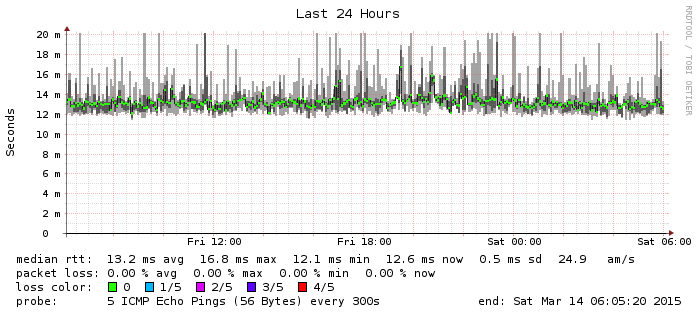 Last 24 Hours
RRDTOOL / TOBI OETIKER
Seconds
20 m
18 m
16 m
14 m
12 m
10 m
8 m
6 m
4 m
2 m
0
Fri 12:00 Fri 18:00 Sat 00:00 Sat 06:00
median rtt: 13.2 ms avg 16.8 ms max 12.1 ms min 12.6 ms now 0.5 ms sd 24.9 am/s
packet loss: 0.00 % avg 0.00 % max 0.00 % min 0.00 % now
loss color: 0 1/5 2/5 3/5 4/5
probe: 5 ICMP Echo Pings (56 Bytes) every 300s end: Sat Mar 14 06:05:20 2015